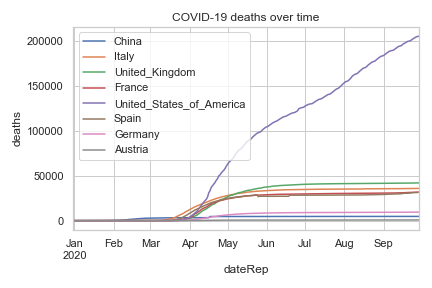 COVID-19 deaths over time
deaths
200000
150000
100000
50000
0
China
Italy
United_Kingdom
France
United_States_of_America
Spain
Germany
Austria
Jan Feb Mar Apr May Jun Jul Aug Sep
2020
dateRep